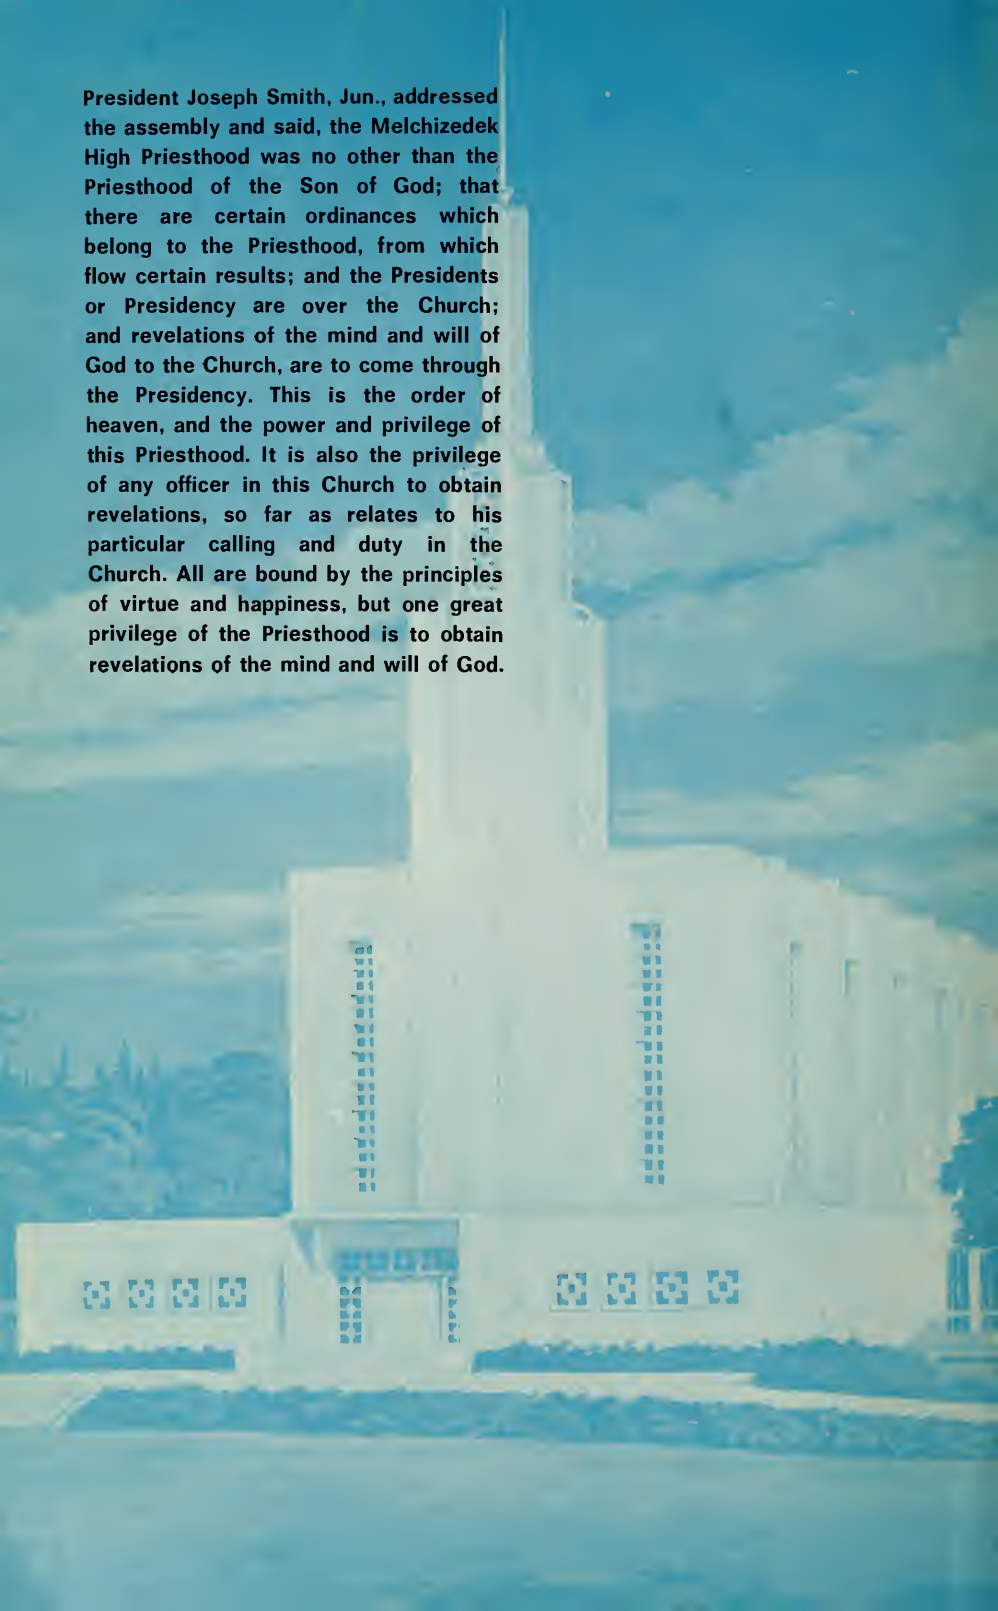 President Joseph Smith, Jun., addressed
the assembly and said, the Melchizedek
High Priesthood was no other than the
Priesthood of the Son of God; that
there are certain ordinances which
belong to the Priesthood, from which
flow certain results; and the Presidents
or Presidency are over the Church;
and revelations of the mind and will of
God to the Church, are to come through
the Presidency. This is the order of
heaven, and the power and privilege of
this Priesthood. It is also the privilege
of any officer in this Church to obtain
revelations, so far as relates to his
particular calling and duty in the
Church. All are bound by the principles
of virtue and happiness, but one great
privilege of the Priesthood is to obtain
revelations of the mind and will of God.